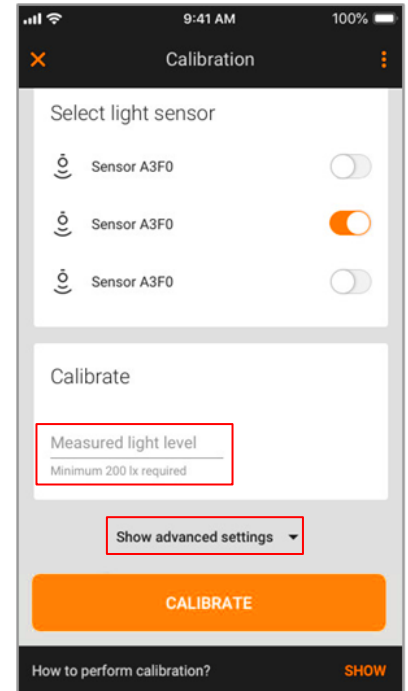 9:41 AM 100%
Calibration
Select light sensor
Sensor A3F0
Sensor A3F0
Sensor A3F0
Calibrate
Measured light level
Minimum 200 lx required
Show advanced settings
CALIBRATE
How to perform calibration? SHOW